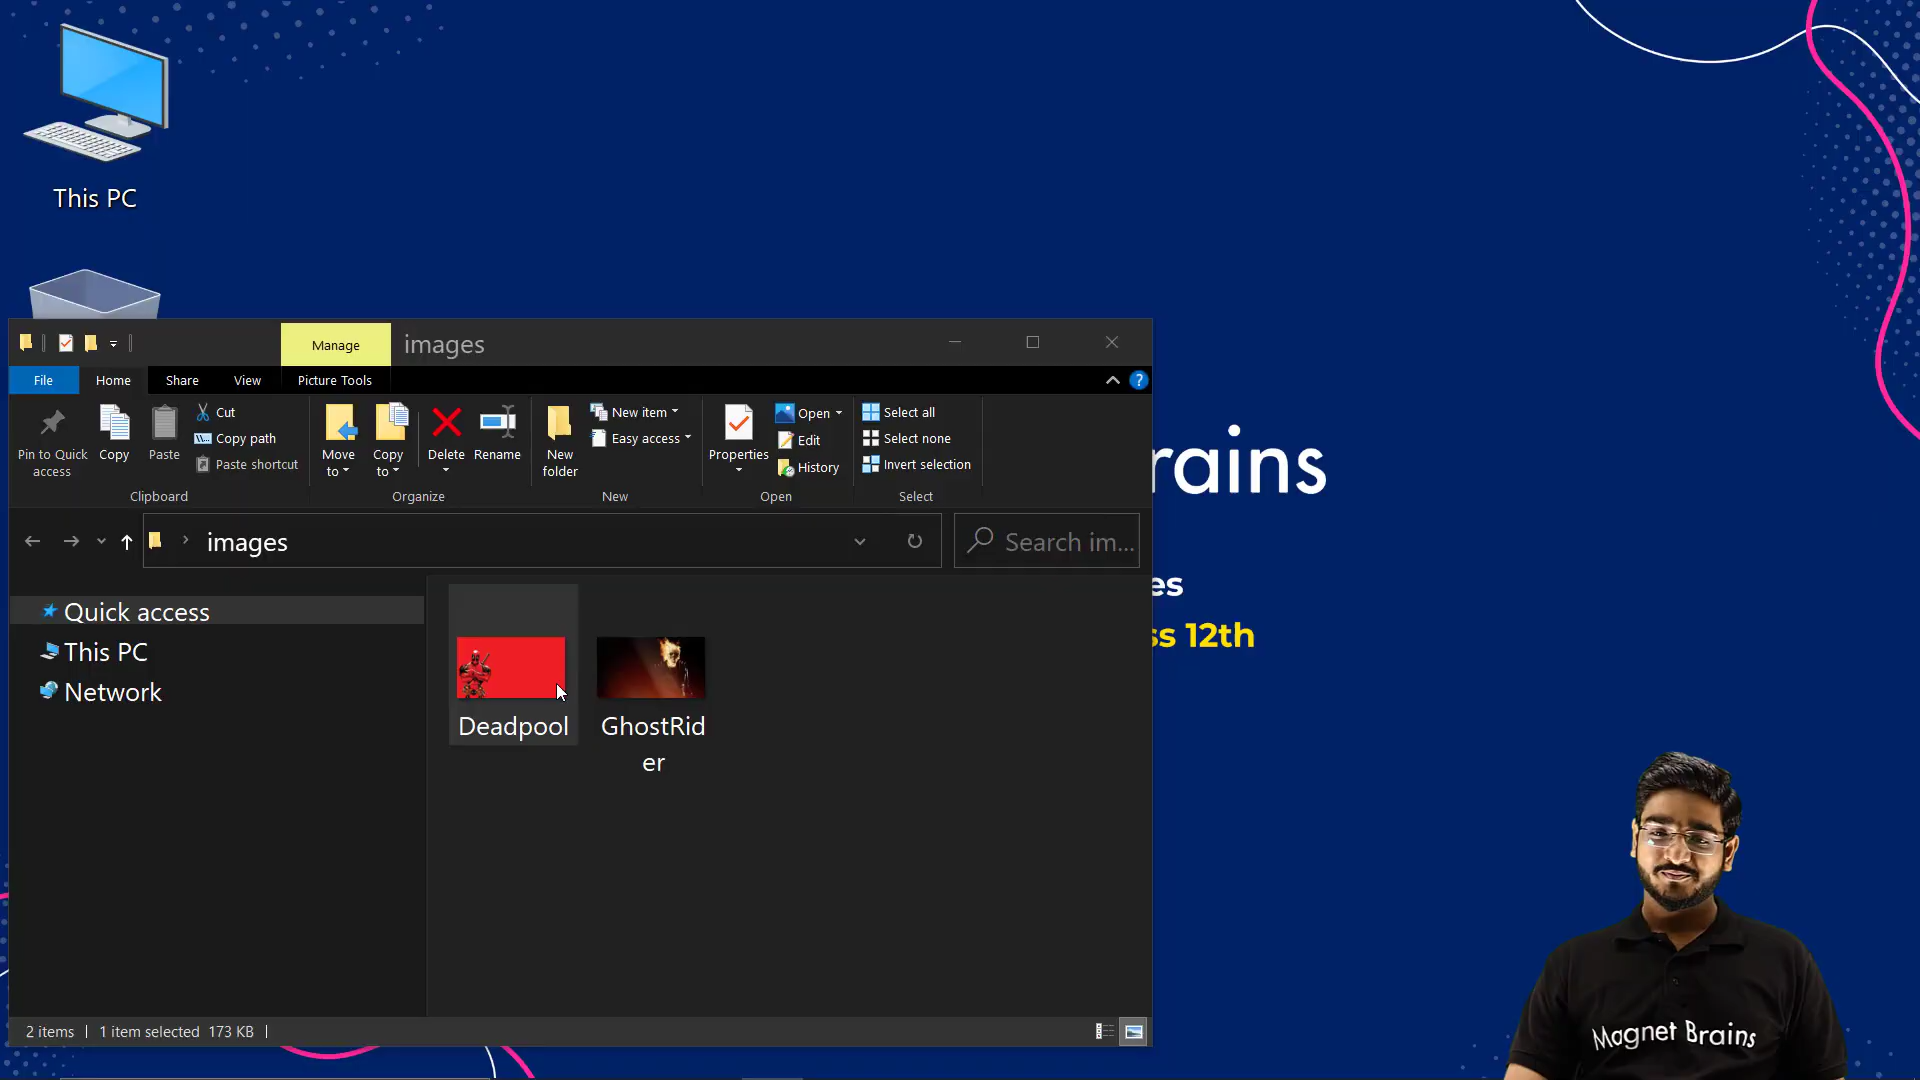 This PC
Manage
images
File
Home
Share
View
Picture Tools
Pin to Quick access
Copy
Paste
Cut
Copy path
Paste shortcut
Clipboard
Move to
Copy to
Delete
Rename
Organize
New folder
New item
Easy access
New
Properties
Open
Edit
History
Open
Select all
Select none
Invert selection
Select
images
Search im...
Quick access
This PC
Network
Deadpool
GhostRid
er
2 items
1 item selected 173 KB
rains
es
ss 12th
Magnet Brains